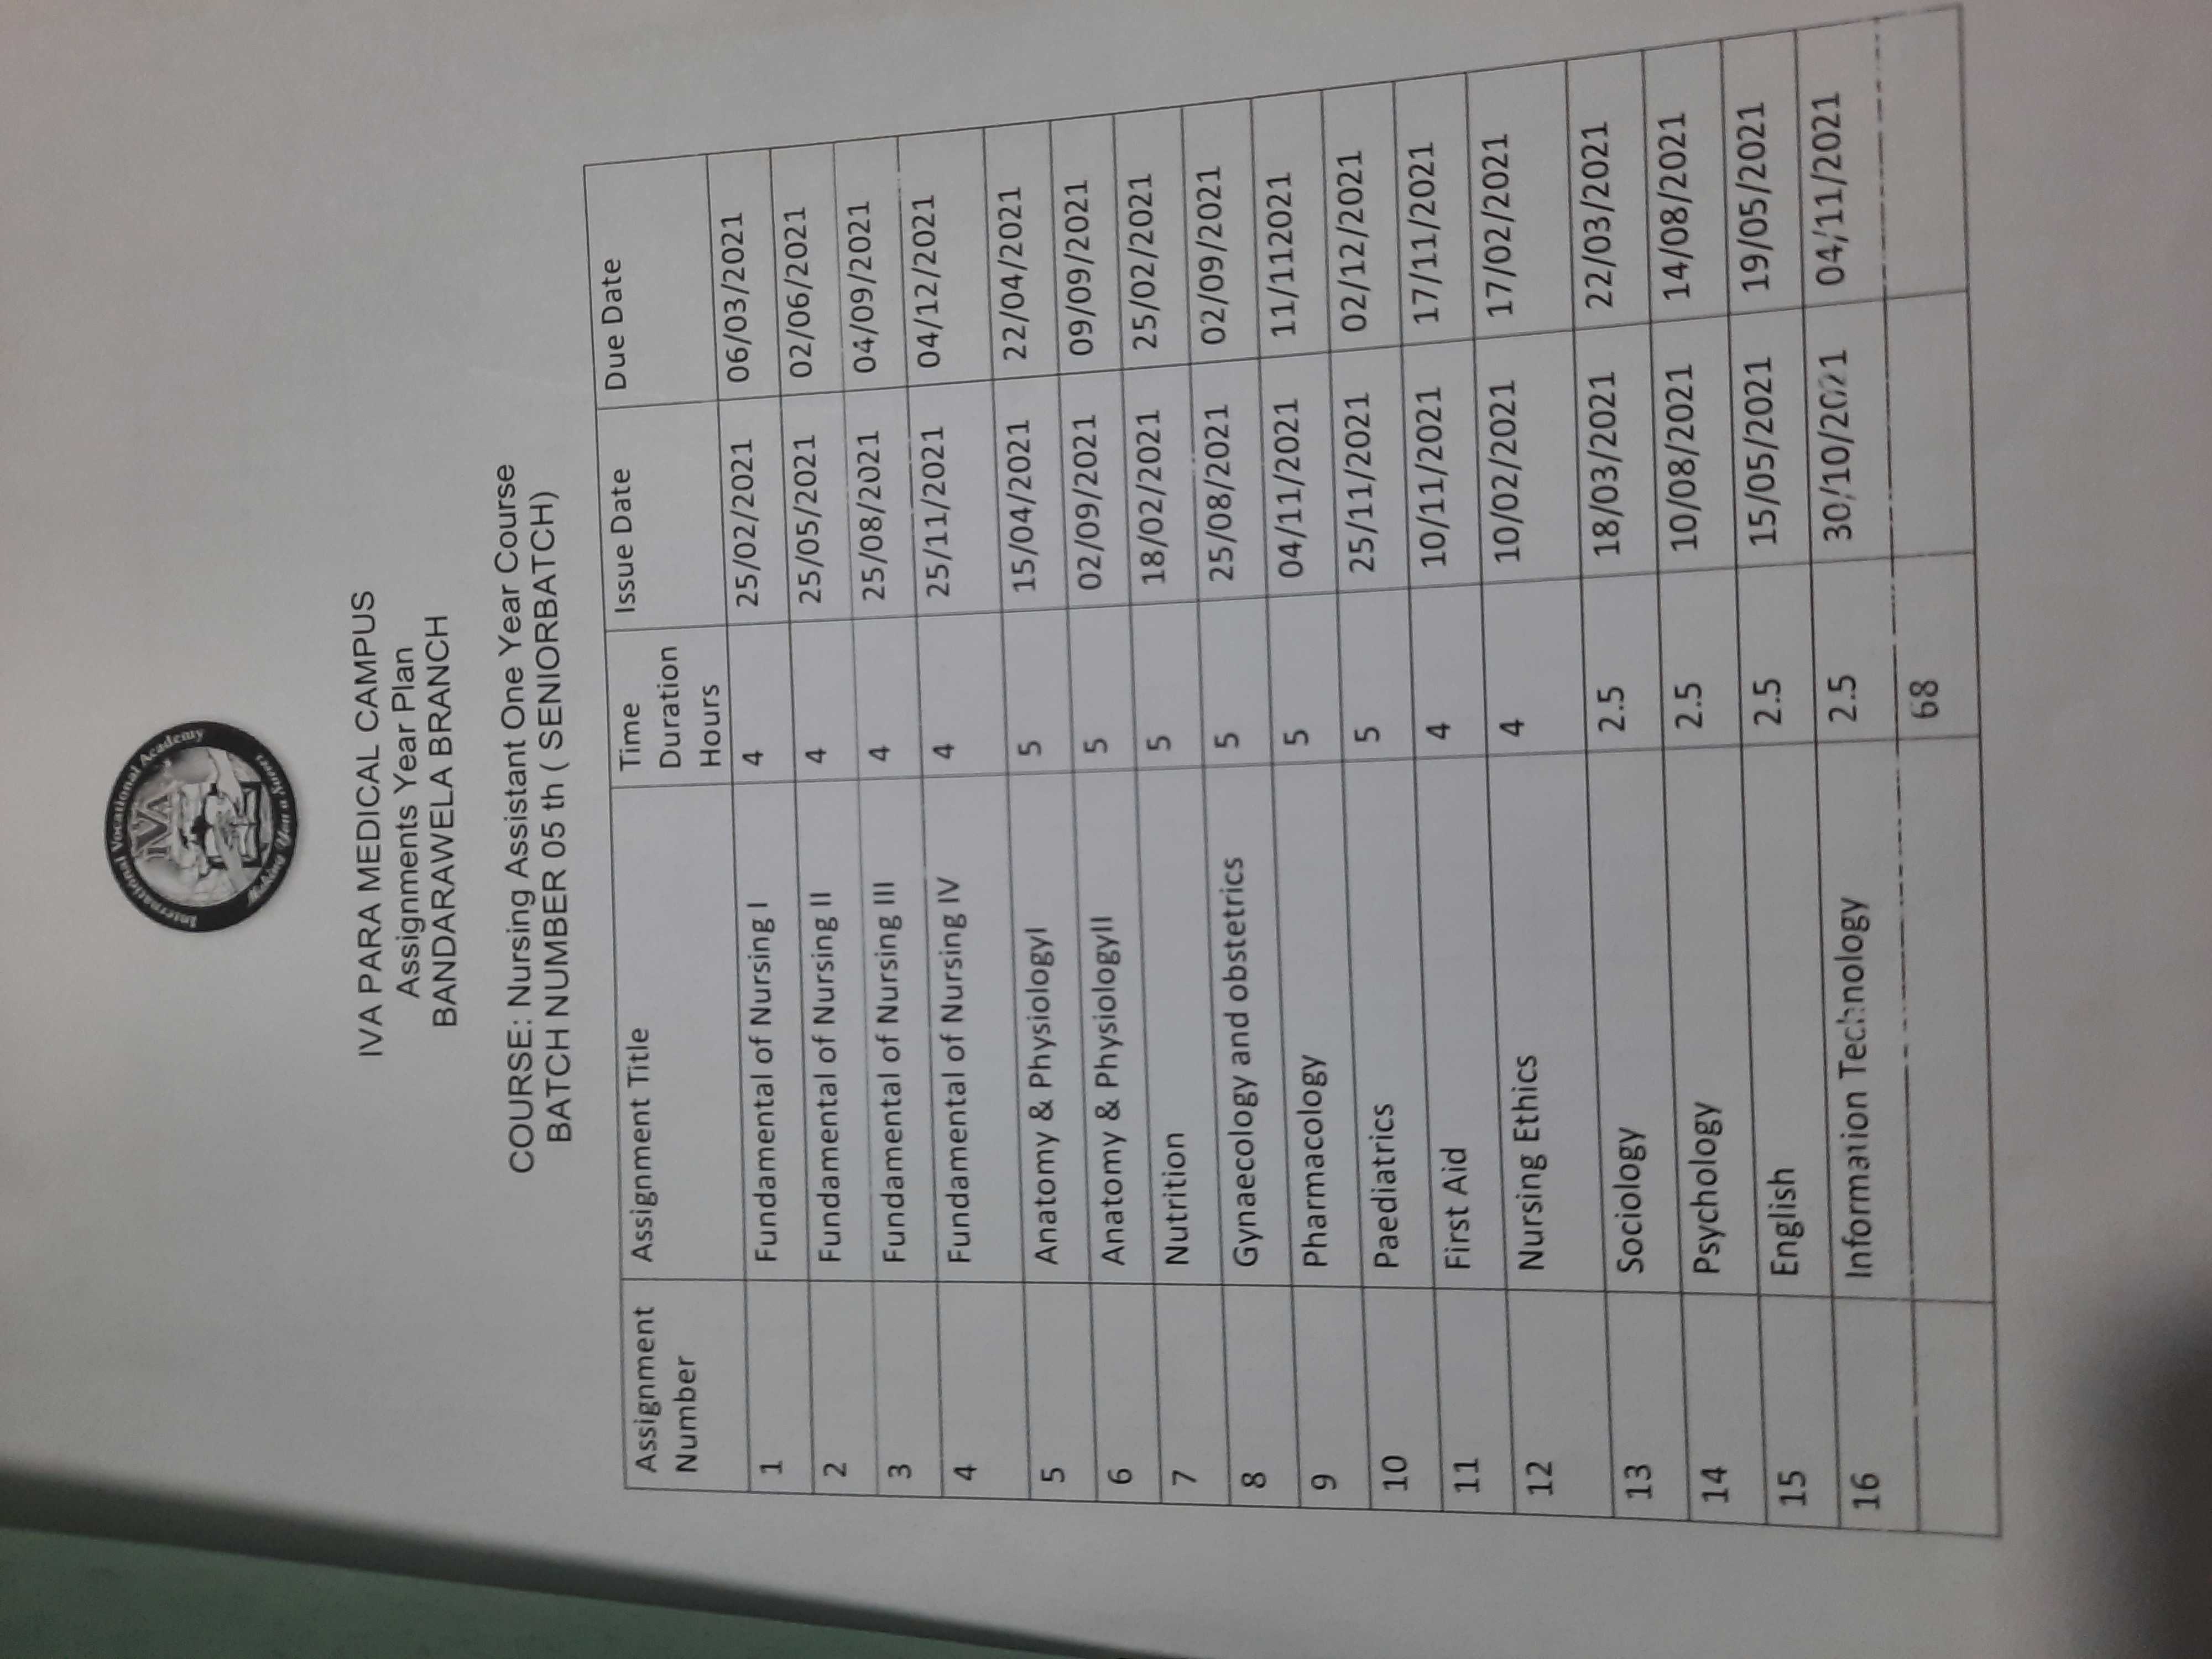 International Vocational Academy
IVA
IVA PARA MEDICAL CAMPUS
Assignments Year Plan
BANDARAWELA BRANCH
COURSE: Nursing Assistant One Year Course
BATCH NUMBER 05 th ( SENIORBATCH)
Assignment Number Assignment Title Time Duration Hours Issue Date Due Date
1 Fundamental of Nursing I 4 25/02/2021 06/03/2021
2 Fundamental of Nursing II 4 25/05/2021 02/06/2021
3 Fundamental of Nursing III 4 25/08/2021 04/09/2021
4 Fundamental of Nursing IV 4 25/11/2021 04/12/2021
5 Anatomy & PhysiologyI 5 15/04/2021 22/04/2021
6 Anatomy & PhysiologyII 5 02/09/2021 09/09/2021
7 Nutrition 5 18/02/2021 25/02/2021
8 Gynaecology and obstetrics 5 25/08/2021 02/09/2021
9 Pharmacology 5 04/11/2021 11/112021
10 Paediatrics 5 25/11/2021 02/12/2021
11 First Aid 4 10/11/2021 17/11/2021
12 Nursing Ethics 4 10/02/2021 17/02/2021
13 Sociology 2.5 18/03/2021 22/03/2021
14 Psychology 2.5 10/08/2021 14/08/2021
15 English 2.5 15/05/2021 19/05/2021
16 Information Technology 2.5 30/10/2021 04/11/2021
68